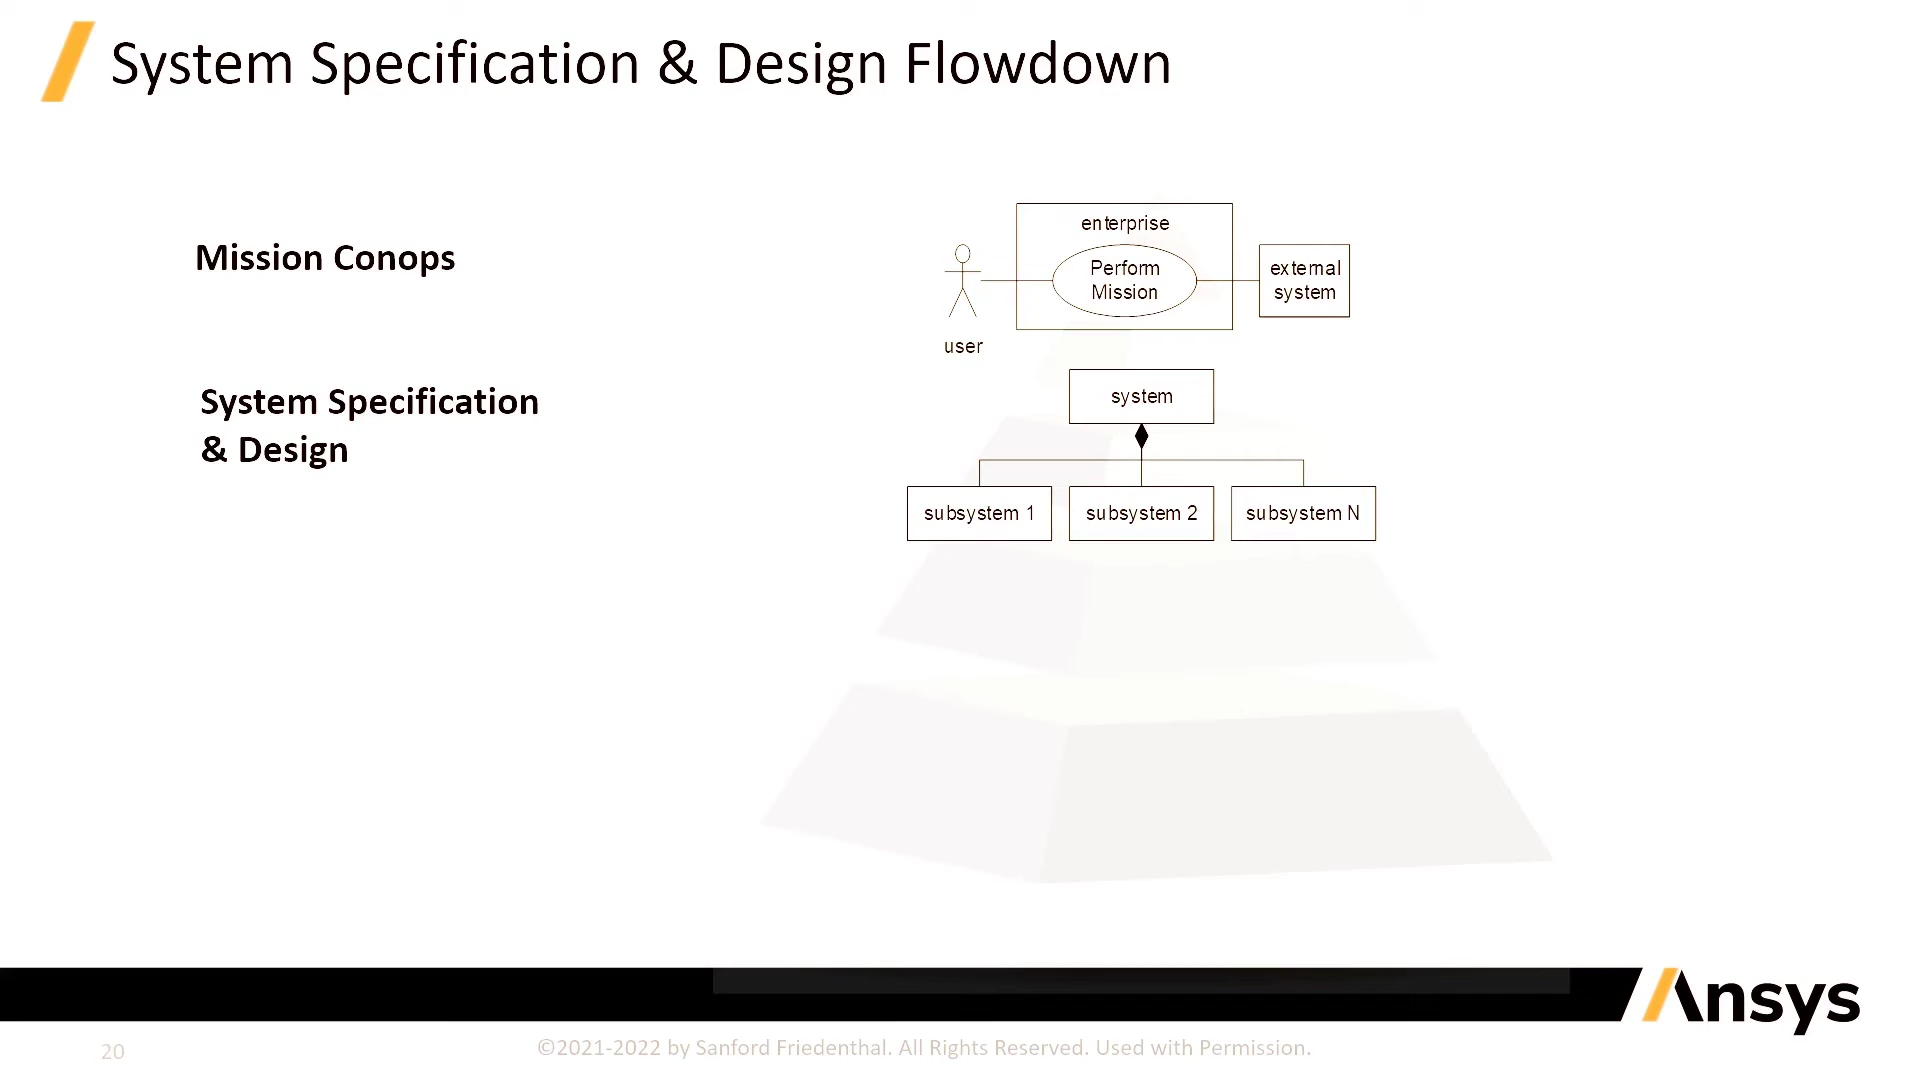 System Specification & Design Flowdown
Mission Conops
enterprise
Perform
Mission
external
system
user
System Specification
& Design
system
subsystem 1
subsystem 2
subsystem N
Ansys
20
©2021-2022 by Sanford Friedenthal. All Rights Reserved. Used with Permission.